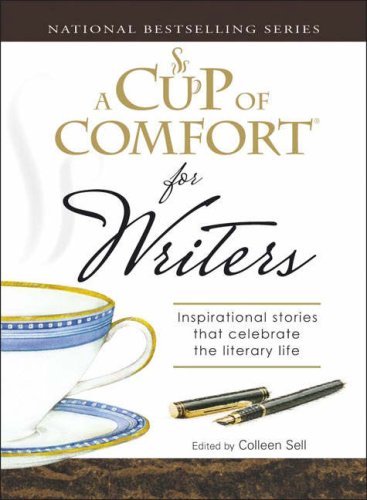 NATIONAL BESTSELLING SERIES
A CUP OF
COMFORT®
for
Writers
Inspirational stories
that celebrate
the literary life
Edited by Colleen Sell